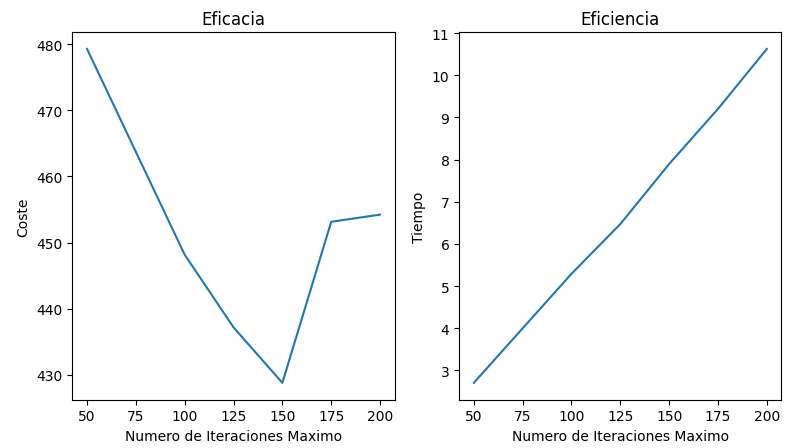 Eficacia
480
470
460
450
440
430
Coste
50 75 100 125 150 175 200
Numero de Iteraciones Maximo
Eficiencia
11
10
9
8
7
6
5
4
3
Tiempo
50 75 100 125 150 175 200
Numero de Iteraciones Maximo